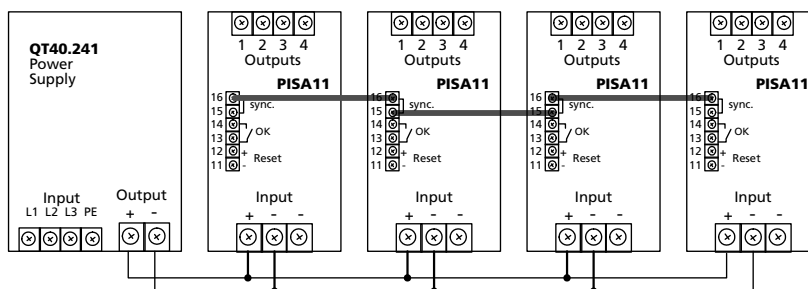 QT40.241
Power
Supply
Input
L1 L2 L3 PE
Output
+ -
1 2 3 4
Outputs
PISA11
16
15
sync.
14
13
OK
12 +
11 -
Reset
Input
+ - -
1 2 3 4
Outputs
PISA11
16
15
sync.
14
13
OK
12 +
11 -
Reset
Input
+ - -
1 2 3 4
Outputs
PISA11
16
15
sync.
14
13
OK
12 +
11 -
Reset
Input
+ - -
1 2 3 4
Outputs
PISA11
16
15
sync.
14
13
OK
12 +
11 -
Reset
Input
+ - -